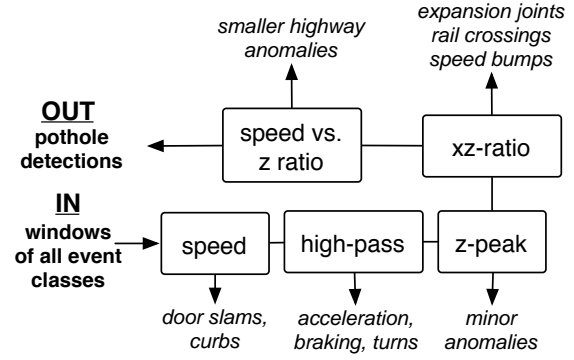 smaller highway
anomalies
expansion joints
rail crossings
speed bumps
OUT
pothole
detections
speed vs.
z ratio
xz-ratio
IN
windows
of all event
classes
speed
high-pass
z-peak
door slams,
curbs
acceleration,
braking, turns
minor
anomalies